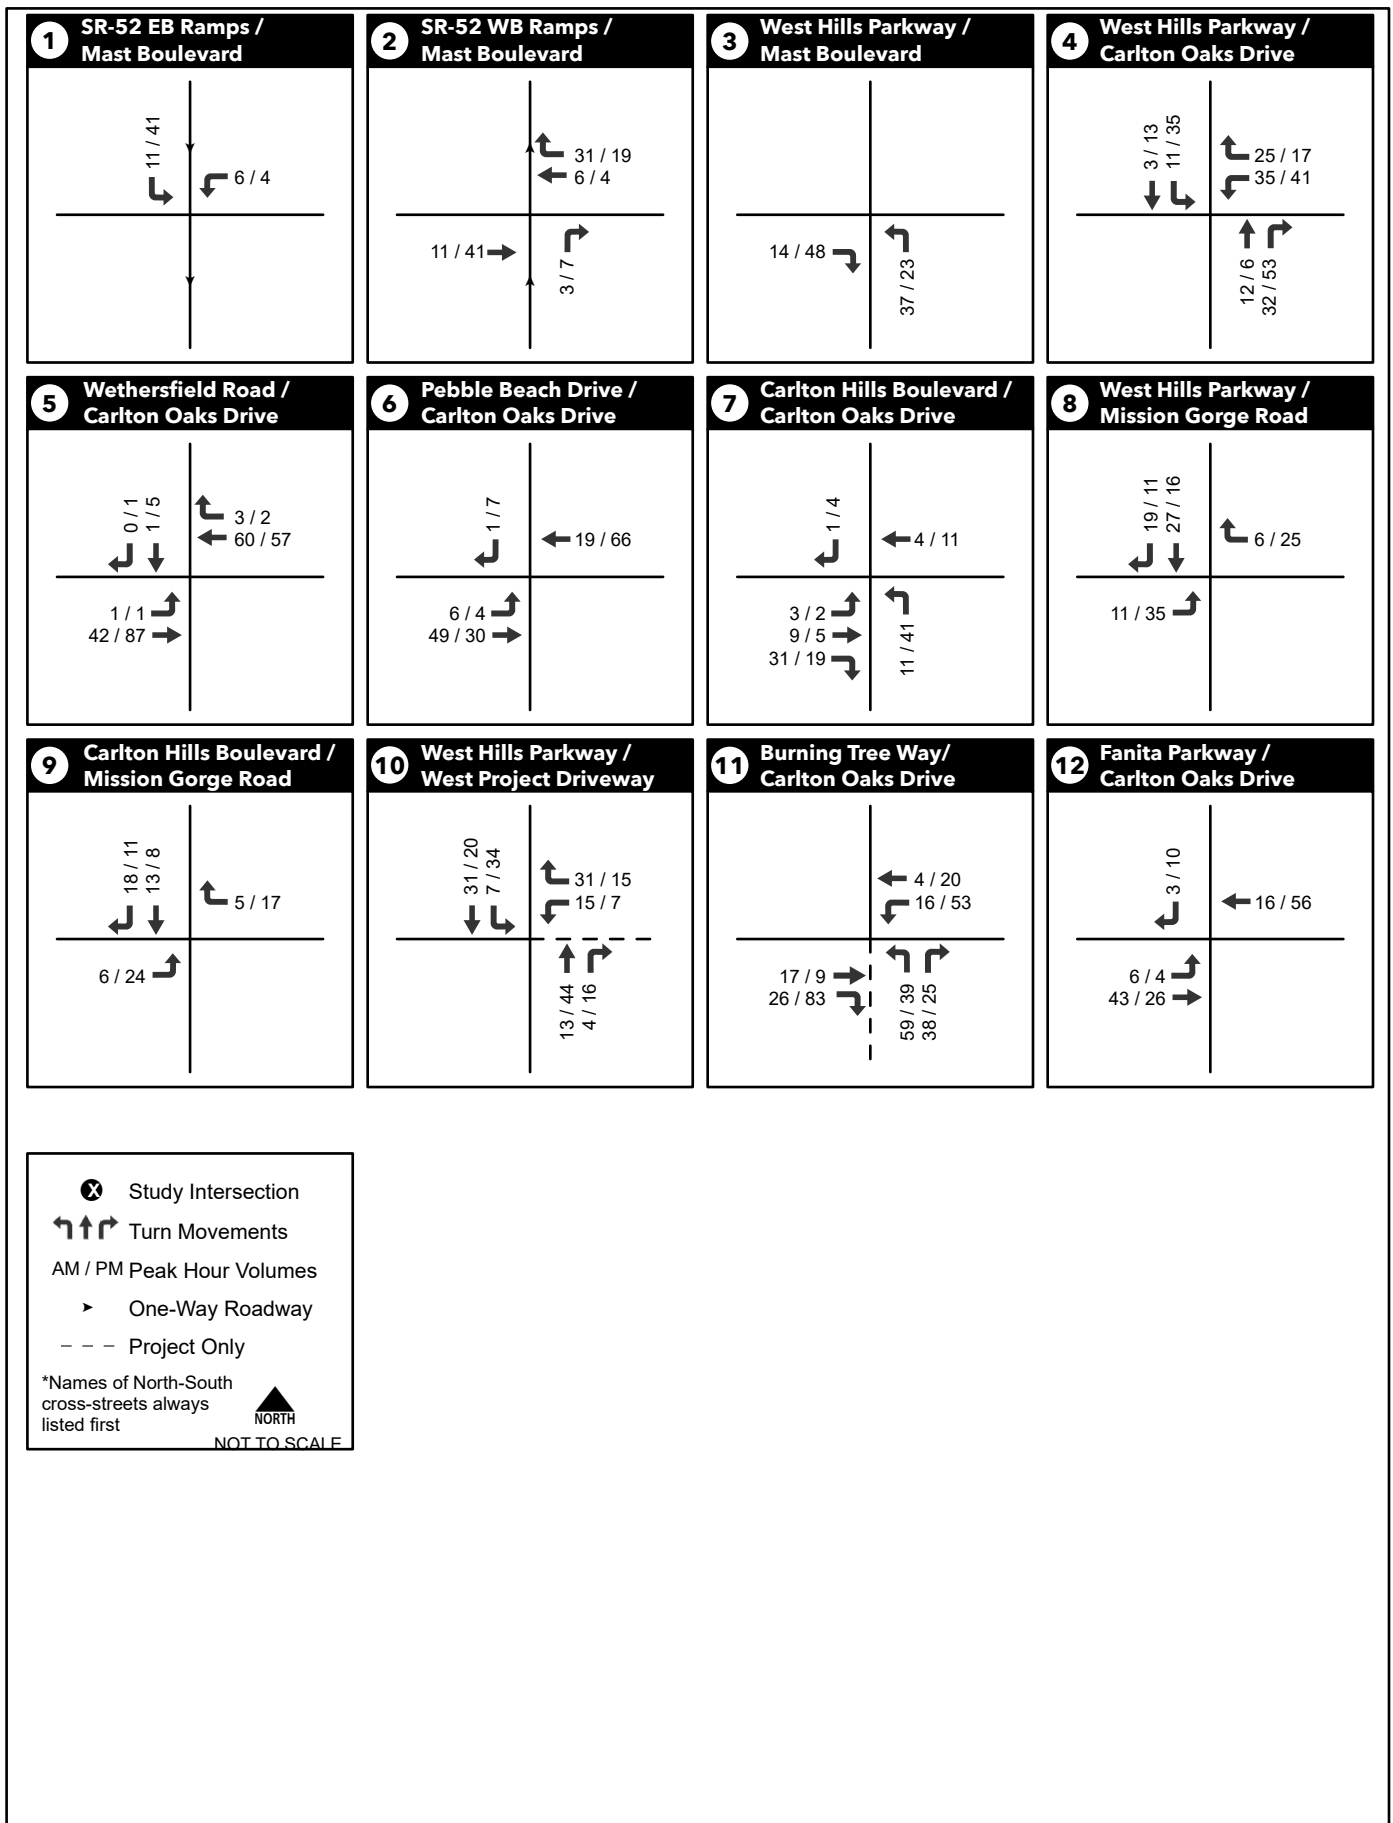 1
SR-52 EB Ramps /
Mast Boulevard
11 / 41
6 / 4
2
SR-52 WB Ramps /
Mast Boulevard
31 / 19
6 / 4
11 / 41
3 / 7
3
West Hills Parkway /
Mast Boulevard
14 / 48
37 / 23
4
West Hills Parkway /
Carlton Oaks Drive
3 / 13
11 / 35
25 / 17
35 / 41
12 / 6
32 / 53
5
Wethersfield Road /
Carlton Oaks Drive
0 / 1
1 / 5
3 / 2
60 / 57
1 / 1
42 / 87
6
Pebble Beach Drive /
Carlton Oaks Drive
1 / 7
19 / 66
6 / 4
49 / 30
7
Carlton Hills Boulevard /
Carlton Oaks Drive
1 / 4
4 / 11
3 / 2
9 / 5
31 / 19
11 / 41
8
West Hills Parkway /
Mission Gorge Road
19 / 11
27 / 16
6 / 25
11 / 35
9
Carlton Hills Boulevard /
Mission Gorge Road
18 / 11
13 / 8
5 / 17
6 / 24
10
West Hills Parkway /
West Project Driveway
31 / 20
7 / 34
31 / 15
15 / 7
13 / 44
4 / 16
11
Burning Tree Way/
Carlton Oaks Drive
4 / 20
16 / 53
17 / 9
26 / 83
59 / 39
38 / 25
12
Fanita Parkway /
Carlton Oaks Drive
3 / 10
16 / 56
6 / 4
43 / 26
X Study Intersection
Turn Movements
AM / PM Peak Hour Volumes
One-Way Roadway
Project Only
*Names of North-South
cross-streets always
listed first
NORTH
NOT TO SCALE